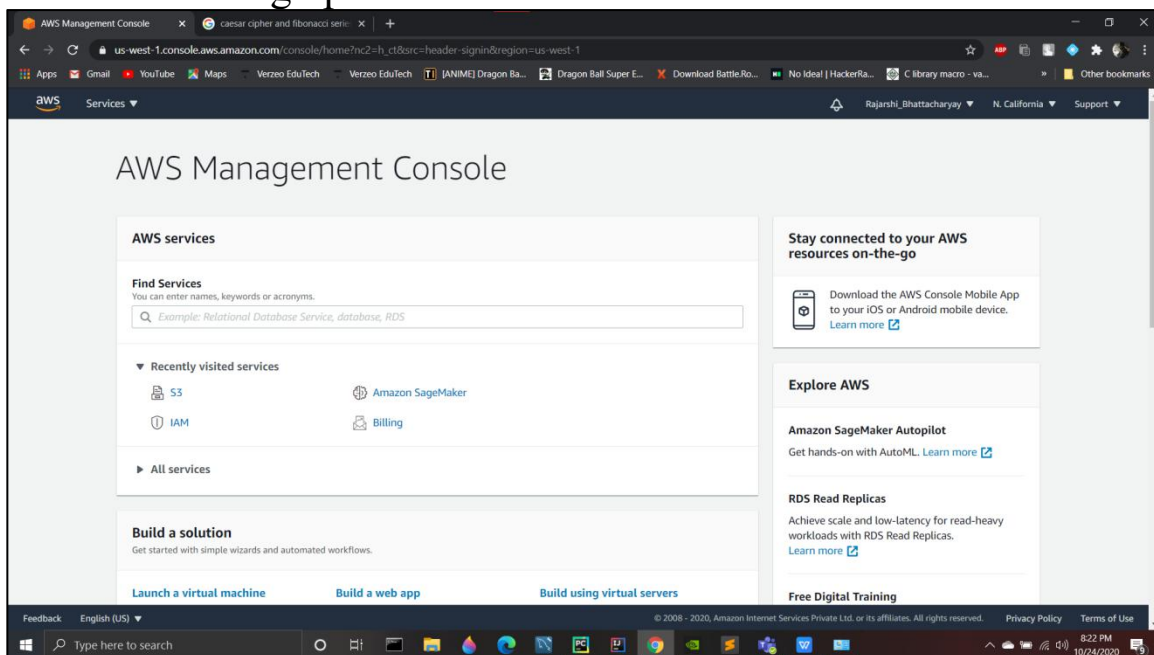 AWS Management Console
caesar cipher and fibonacci serie
us-west-1.console.aws.amazon.com/console/home?nc2=h_ct&src=header-signin&region=us-west-1
ABP
Apps Gmail YouTube Maps Verzeo EduTech Verzeo EduTech [ANIME] Dragon Ba... Dragon Ball Super E... Download Battle.Ro... No Idea! | HackerRa... C library macro - va... » Other bookmarks
aws Services Rajarshi_Bhattacharyay N. California Support
AWS Management Console
AWS services
Find Services
You can enter names, keywords or acronyms.
Example: Relational Database Service, database, RDS
Recently visited services
S3 Amazon SageMaker
IAM Billing
All services
Build a solution
Get started with simple wizards and automated workflows.
Launch a virtual machine Build a web app Build using virtual servers
Stay connected to your AWS
resources on-the-go
Download the AWS Console Mobile App
to your iOS or Android mobile device.
Learn more
Explore AWS
Amazon SageMaker Autopilot
Get hands-on with AutoML. Learn more
RDS Read Replicas
Achieve scale and low-latency for read-heavy
workloads with RDS Read Replicas.
Learn more
Free Digital Training
Feedback English (US) © 2008 - 2020, Amazon Internet Services Private Ltd. or its affiliates. All rights reserved. Privacy Policy Terms of Use
Type here to search
8:22 PM
10/24/2020